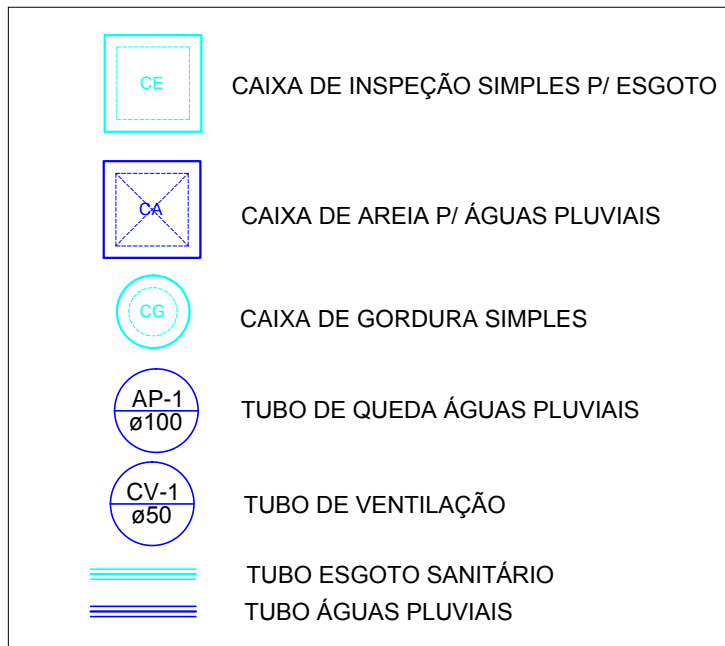 CE
CAIXA DE INSPEÇÃO SIMPLES P/ ESGOTO
CA
CAIXA DE AREIA P/ ÁGUAS PLUVIAIS
CG
CAIXA DE GORDURA SIMPLES
AP-1
ø100
TUBO DE QUEDA ÁGUAS PLUVIAIS
CV-1
ø50
TUBO DE VENTILAÇÃO
TUBO ESGOTO SANITÁRIO
TUBO ÁGUAS PLUVIAIS